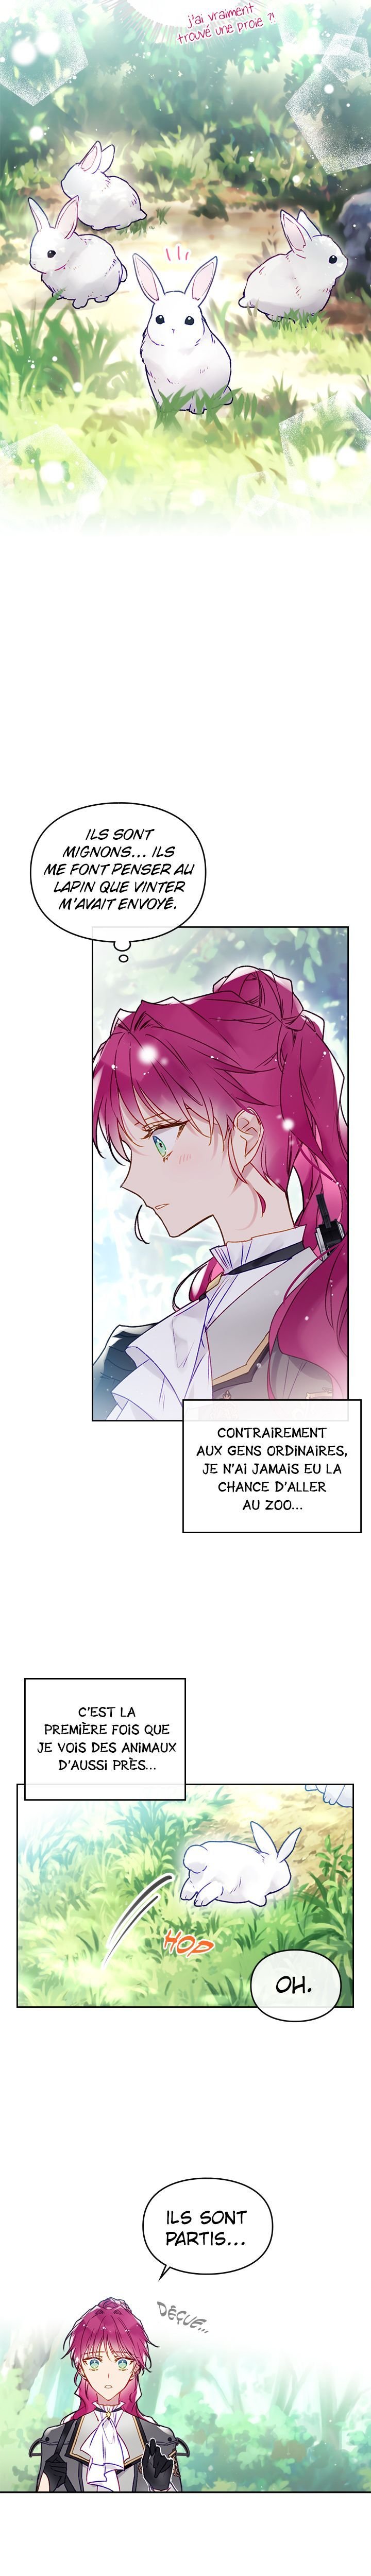 j'ai vraiment
trouvé une proie ?!
ILS SONT
MIGNONS... ILS
ME FONT PENSER AU
LAPIN QUE VINTER
M'AVAIT ENVOYÉ.
CONTRAIREMENT
AUX GENS ORDINAIRES,
JE N'AI JAMAIS EU LA
CHANCE D'ALLER
AU ZOO...
C'EST LA
PREMIÈRE FOIS QUE
JE VOIS DES ANIMAUX
D'AUSSI PRÈS...
HOP
OH.
ILS SONT
PARTIS...
DÉÇUE...